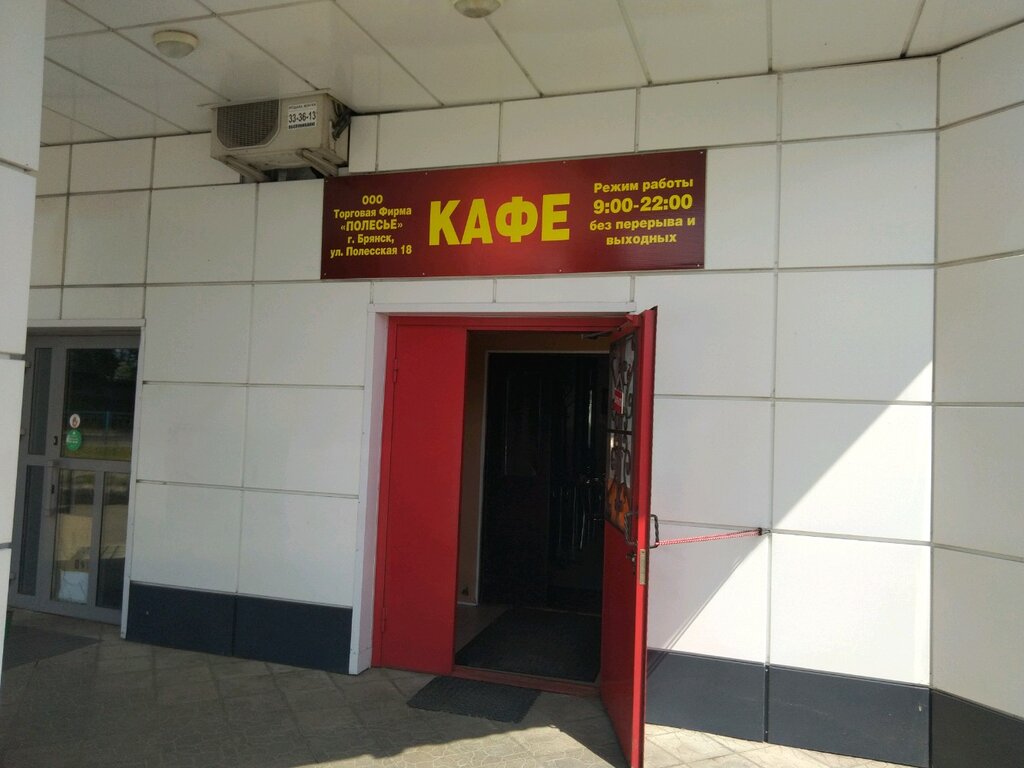 33-36-13
ООО
Торговая Фирма
«ПОЛЕСЬЕ»
г. Брянск,
ул. Полесская 18
КАФЕ
Режим работы
9:00-22:00
без перерыва и
выходных